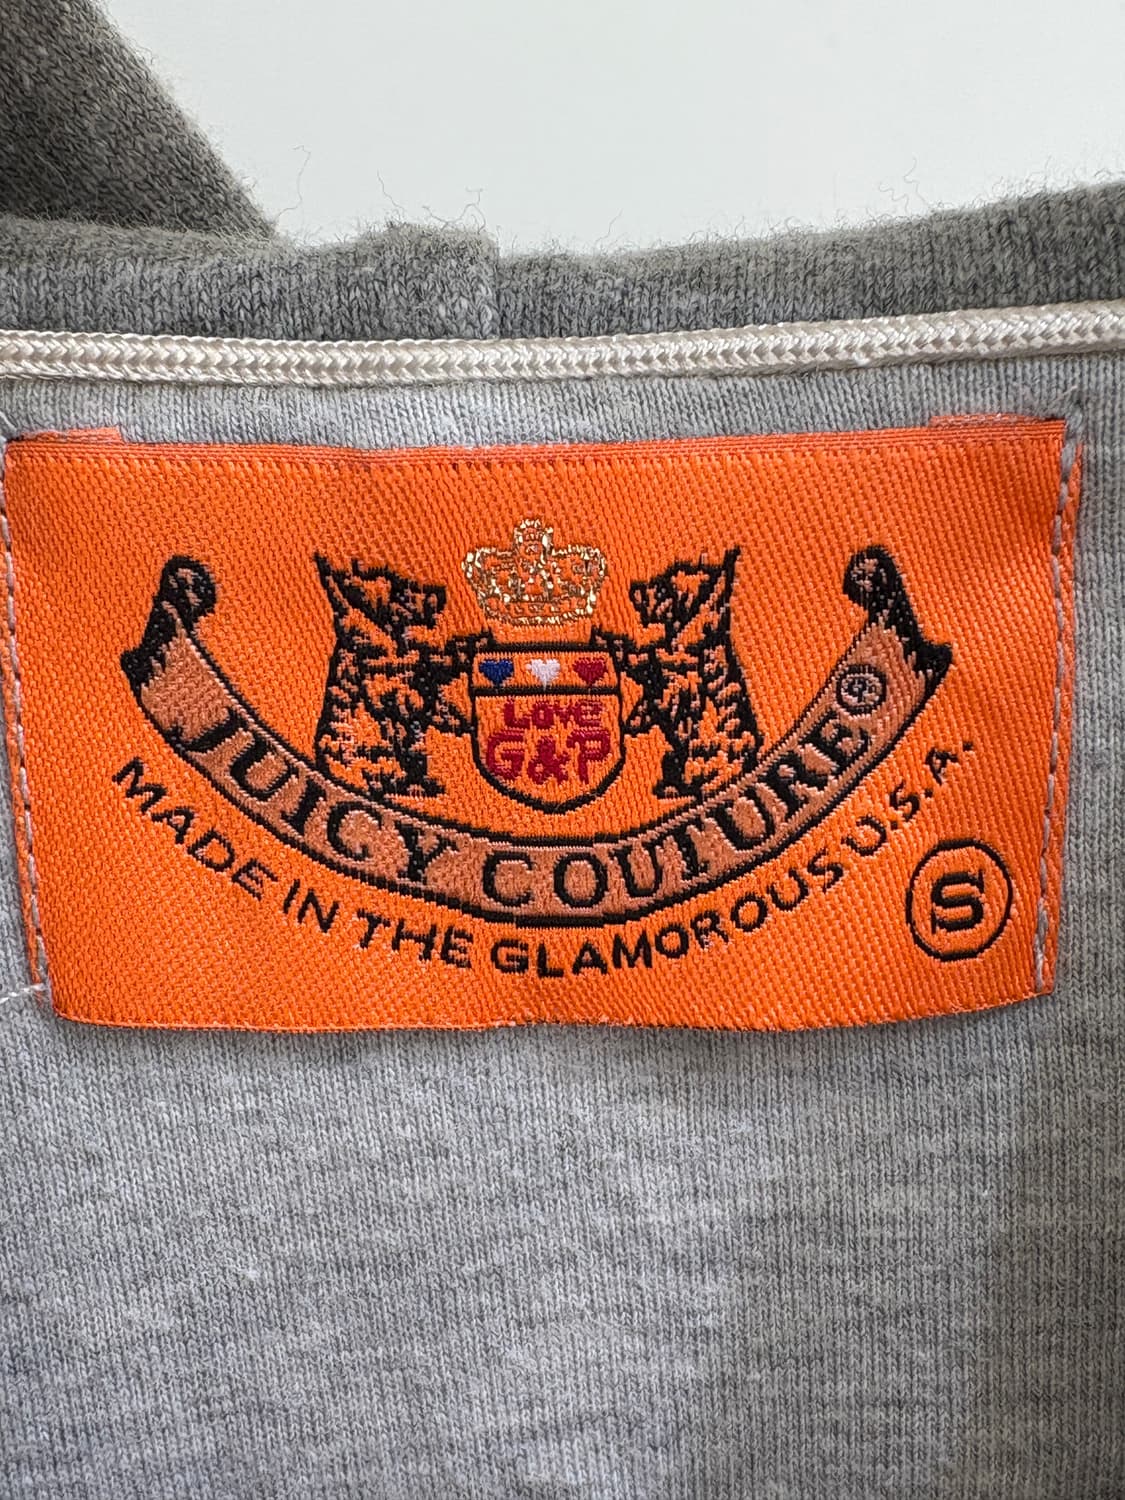 LOVE
G&P
JUICY COUTURE ®
MADE IN THE GLAMOROUS U.S.A.
S